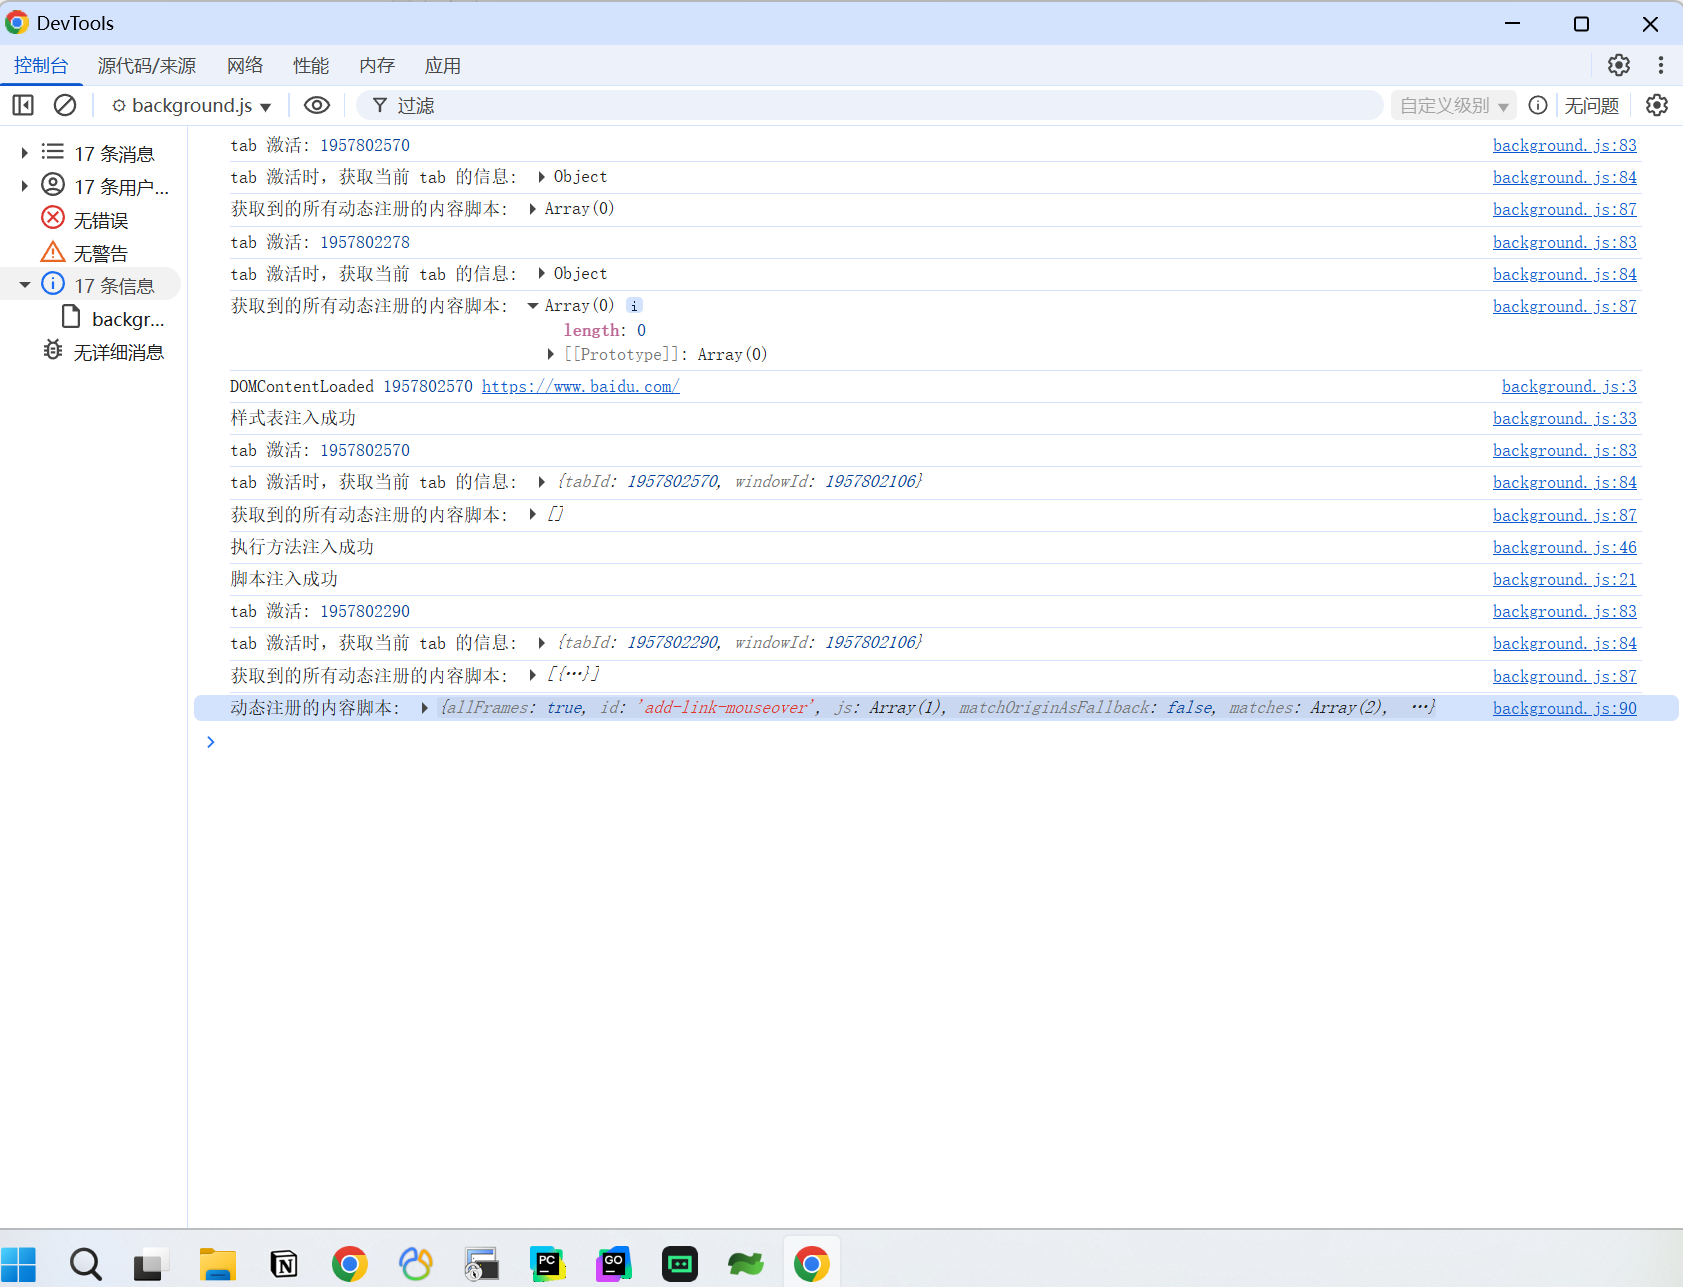 DevTools
控制台 源代码/来源 网络 性能 内存 应用
background.js 过滤 自定义级别 无问题
17 条消息
17 条用户...
无错误
无警告
17 条信息
backgr...
无详细消息
tab 激活: 1957802570 background.js:83
tab 激活时，获取当前 tab 的信息: Object background.js:84
获取到的所有动态注册的内容脚本: Array(0) background.js:87
tab 激活: 1957802278 background.js:83
tab 激活时，获取当前 tab 的信息: Object background.js:84
获取到的所有动态注册的内容脚本: Array(0) i background.js:87
length: 0
[[Prototype]]: Array(0)
DOMContentLoaded 1957802570 https://www.baidu.com/ background.js:3
样式表注入成功 background.js:33
tab 激活: 1957802570 background.js:83
tab 激活时，获取当前 tab 的信息: {tabId: 1957802570, windowId: 1957802106} background.js:84
获取到的所有动态注册的内容脚本: [] background.js:87
执行方法注入成功 background.js:46
脚本注入成功 background.js:21
tab 激活: 1957802290 background.js:83
tab 激活时，获取当前 tab 的信息: {tabId: 1957802290, windowId: 1957802106} background.js:84
获取到的所有动态注册的内容脚本: [{…}] background.js:87
动态注册的内容脚本: {allFrames: true, id: 'add-link-mouseover', js: Array(1), matchOriginAsFallback: false, matches: Array(2), …} background.js:90
N PC GO